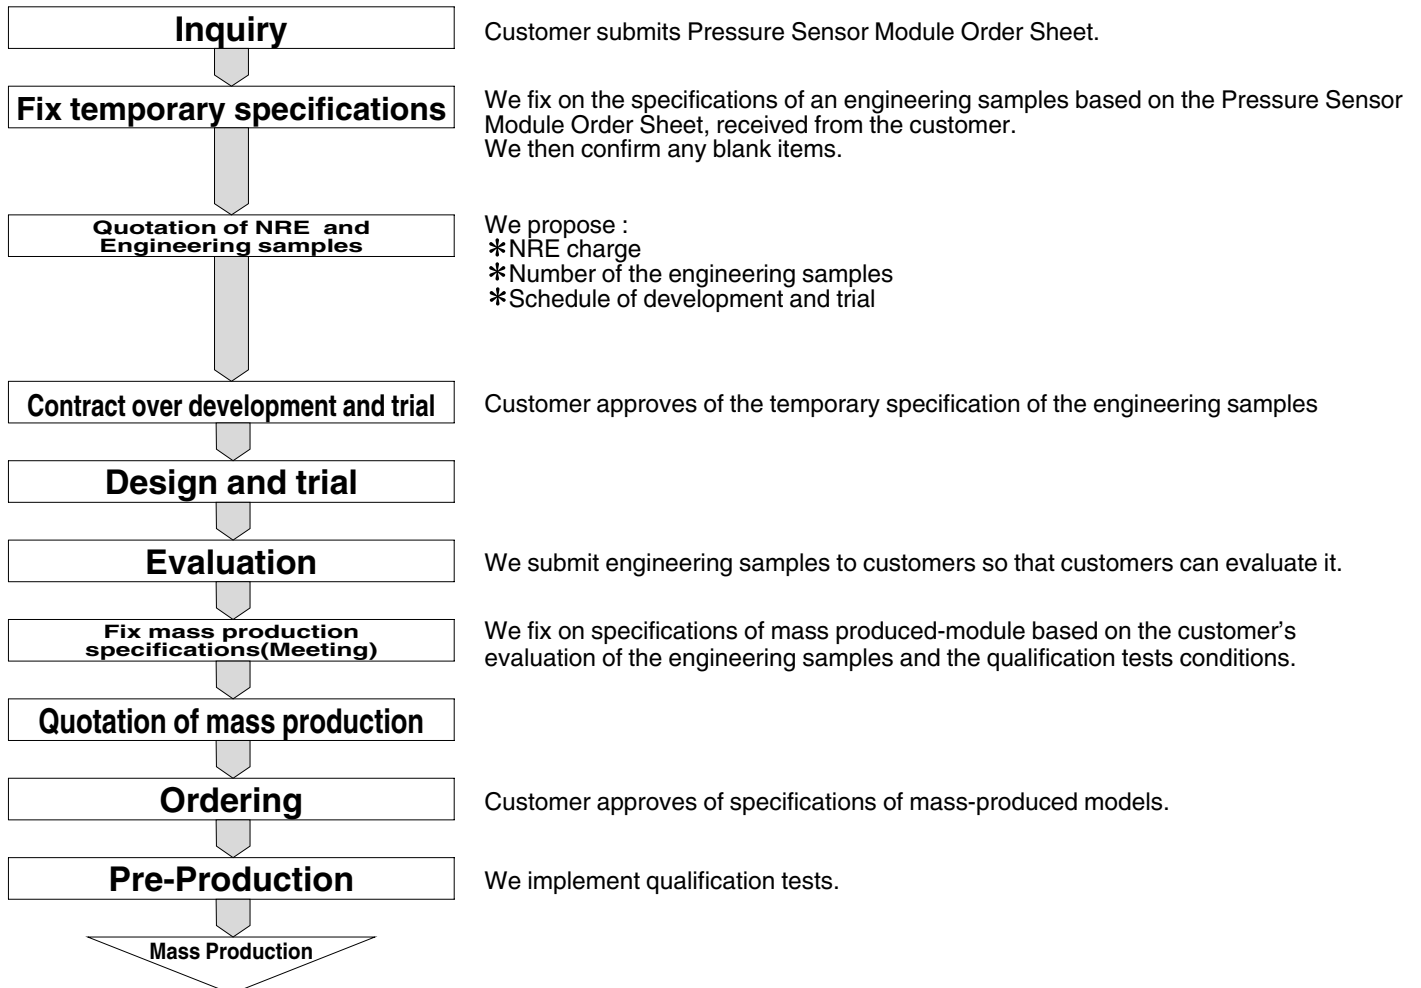 Inquiry
Customer submits Pressure Sensor Module Order Sheet.
Fix temporary specifications
We fix on the specifications of an engineering samples based on the Pressure Sensor
Module Order Sheet, received from the customer.
We then confirm any blank items.
Quotation of NRE and
Engineering samples
We propose :
*NRE charge
*Number of the engineering samples
*Schedule of development and trial
Contract over development and trial
Customer approves of the temporary specification of the engineering samples
Design and trial
Evaluation
We submit engineering samples to customers so that customers can evaluate it.
Fix mass production
specifications(Meeting)
We fix on specifications of mass produced-module based on the customer’s
evaluation of the engineering samples and the qualification tests conditions.
Quotation of mass production
Ordering
Customer approves of specifications of mass-produced models.
Pre-Production
We implement qualification tests.
Mass Production